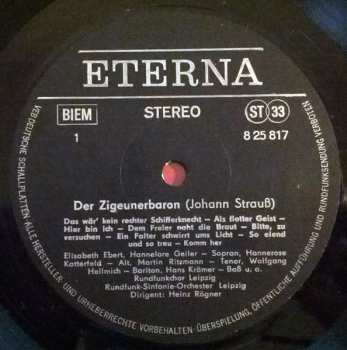 ETERNA
BIEM
STEREO
ST 33
1
8 25 817
Der Zigeunerbaron (Johann Strauß)
Das wär' kein rechter Schifferknecht — Als flotter Geist —
Hier bin ich — Dem Freier naht die Braut — Bitte, zu
versuchen — Ein Falter schwirrt ums Licht — So elend
und so treu — Komm her
Elisabeth Ebert, Hannelore Geiler — Sopran, Hannerose
Katterfeld — Alt, Martin Ritzmann — Tenor, Wolfgang
Hellmich — Bariton, Hans Krämer — Baß u. a.
Rundfunkchor Leipzig
Rundfunk-Sinfonie-Orchester Leipzig
Dirigent: Heinz Rögner
VEB DEUTSCHE SCHALLPLATTEN · ALLE HERSTELLER- UND URHEBERRECHTE VORBEHALTEN · ÜBERSPIELUNG, ÖFFENTLICHE AUFFÜHRUNG UND RUNDFUNKSENDUNG VERBOTEN